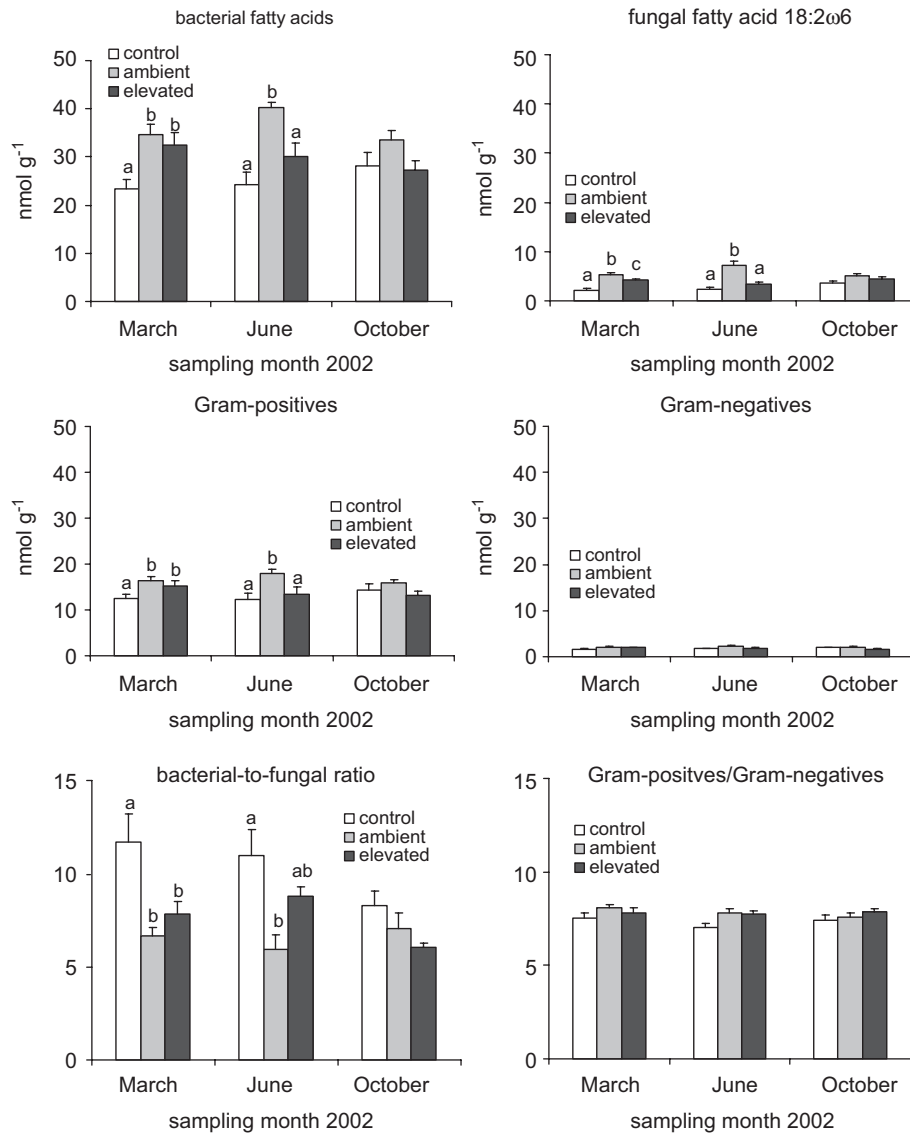 bacterial fatty acids
50
40
30
20
10
0
nmol g-1
control
ambient
elevated
a b b
a b a
March June October
sampling month 2002
fungal fatty acid 18:2ω6
50
40
30
20
10
0
nmol g-1
control
ambient
elevated
a b c
a b a
March June October
sampling month 2002
Gram-positives
50
40
30
20
10
0
nmol g-1
control
ambient
elevated
a b b
a b a
March June October
sampling month 2002
Gram-negatives
50
40
30
20
10
0
nmol g-1
control
ambient
elevated
March June October
sampling month 2002
bacterial-to-fungal ratio
15
10
5
0
control
ambient
elevated
a b b
a b ab
March June October
sampling month 2002
Gram-positves/Gram-negatives
15
10
5
0
control
ambient
elevated
March June October
sampling month 2002